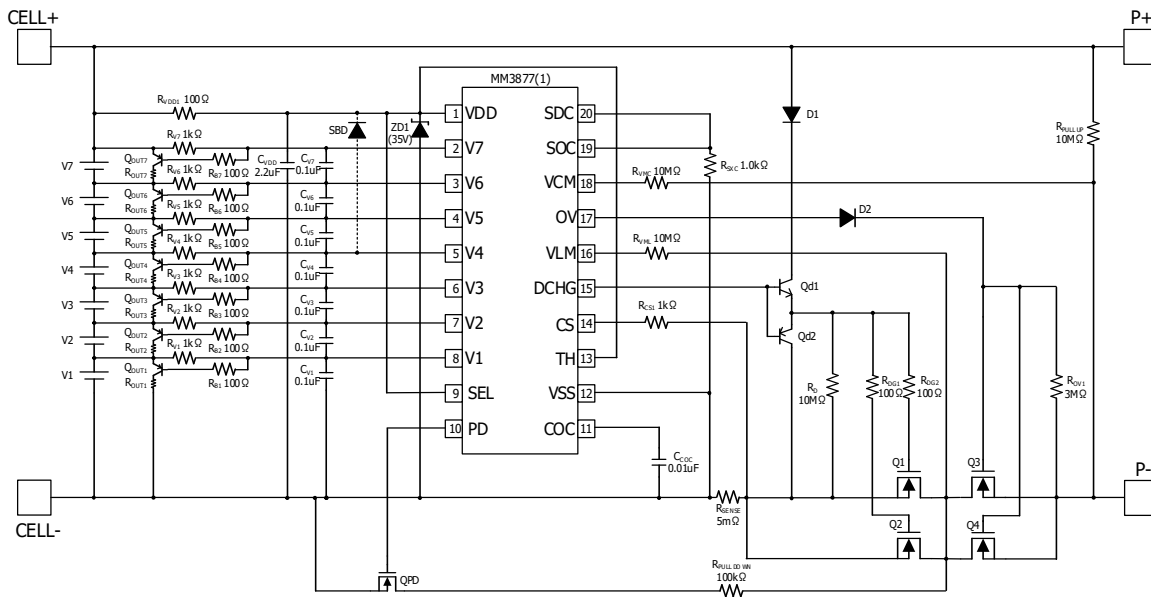 CELL+
P+
MM3877(1)
RVDD1 100Ω
SBD
ZD1
(35V)
CVDD
2.2uF
V7
V6
V5
V4
V3
V2
V1
RV7 1kΩ
RV6 1kΩ
RV5 1kΩ
RV4 1kΩ
RV3 1kΩ
RV2 1kΩ
RV1 1kΩ
QOUT7
ROUT7
RB7 100Ω
QOUT6
ROUT6
RB6 100Ω
QOUT5
ROUT5
RB5 100Ω
QOUT4
ROUT4
RB4 100Ω
QOUT3
ROUT3
RB3 100Ω
QOUT2
ROUT2
RB2 100Ω
QOUT1
ROUT1
RB1 100Ω
CV7
0.1uF
CV6
0.1uF
CV5
0.1uF
CV4
0.1uF
CV3
0.1uF
CV2
0.1uF
CV1
0.1uF
1 VDD
2 V7
3 V6
4 V5
5 V4
6 V3
7 V2
8 V1
9 SEL
10 PD
SDC 20
SOC 19
VCM 18
OV 17
VLM 16
DCHG 15
CS 14
TH 13
VSS 12
COC 11
RSXC 1.0kΩ
RVMC 10MΩ
RVML 10MΩ
RCS1 1kΩ
CCOC
0.01uF
D1
D2
RPULLUP
10MΩ
Qd1
Qd2
RD
10MΩ
RDG1
100Ω
RDG2
100Ω
ROV1
3MΩ
Q1
Q3
Q2
Q4
RSENSE
5mΩ
CELL-
P-
QPD
RPULLDOWN
100kΩ